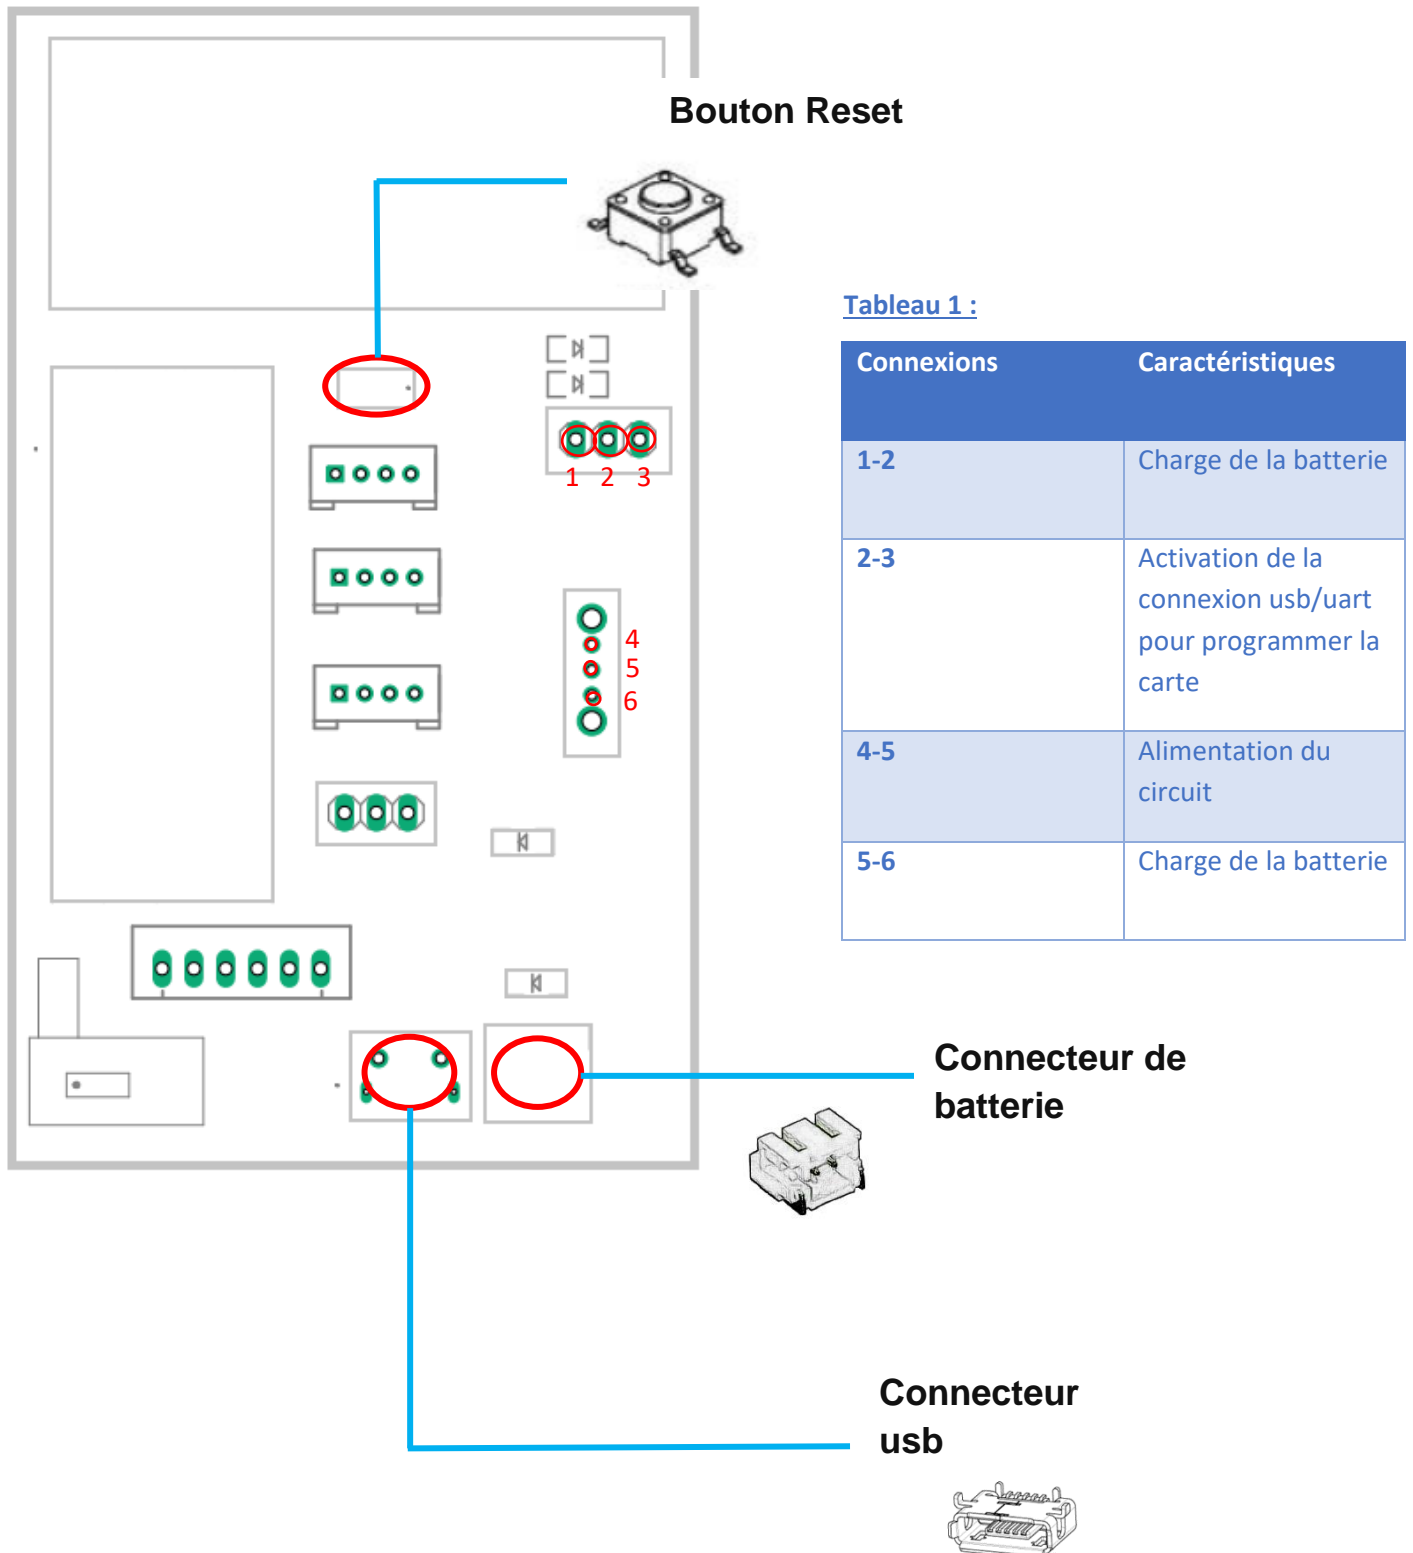 Bouton Reset
Tableau 1 :
Connexions Caractéristiques
1-2 Charge de la batterie
2-3 Activation de la
connexion usb/uart
pour programmer la
carte
4-5 Alimentation du
circuit
5-6 Charge de la batterie
1 2 3
4
5
6
Connecteur de
batterie
Connecteur
usb